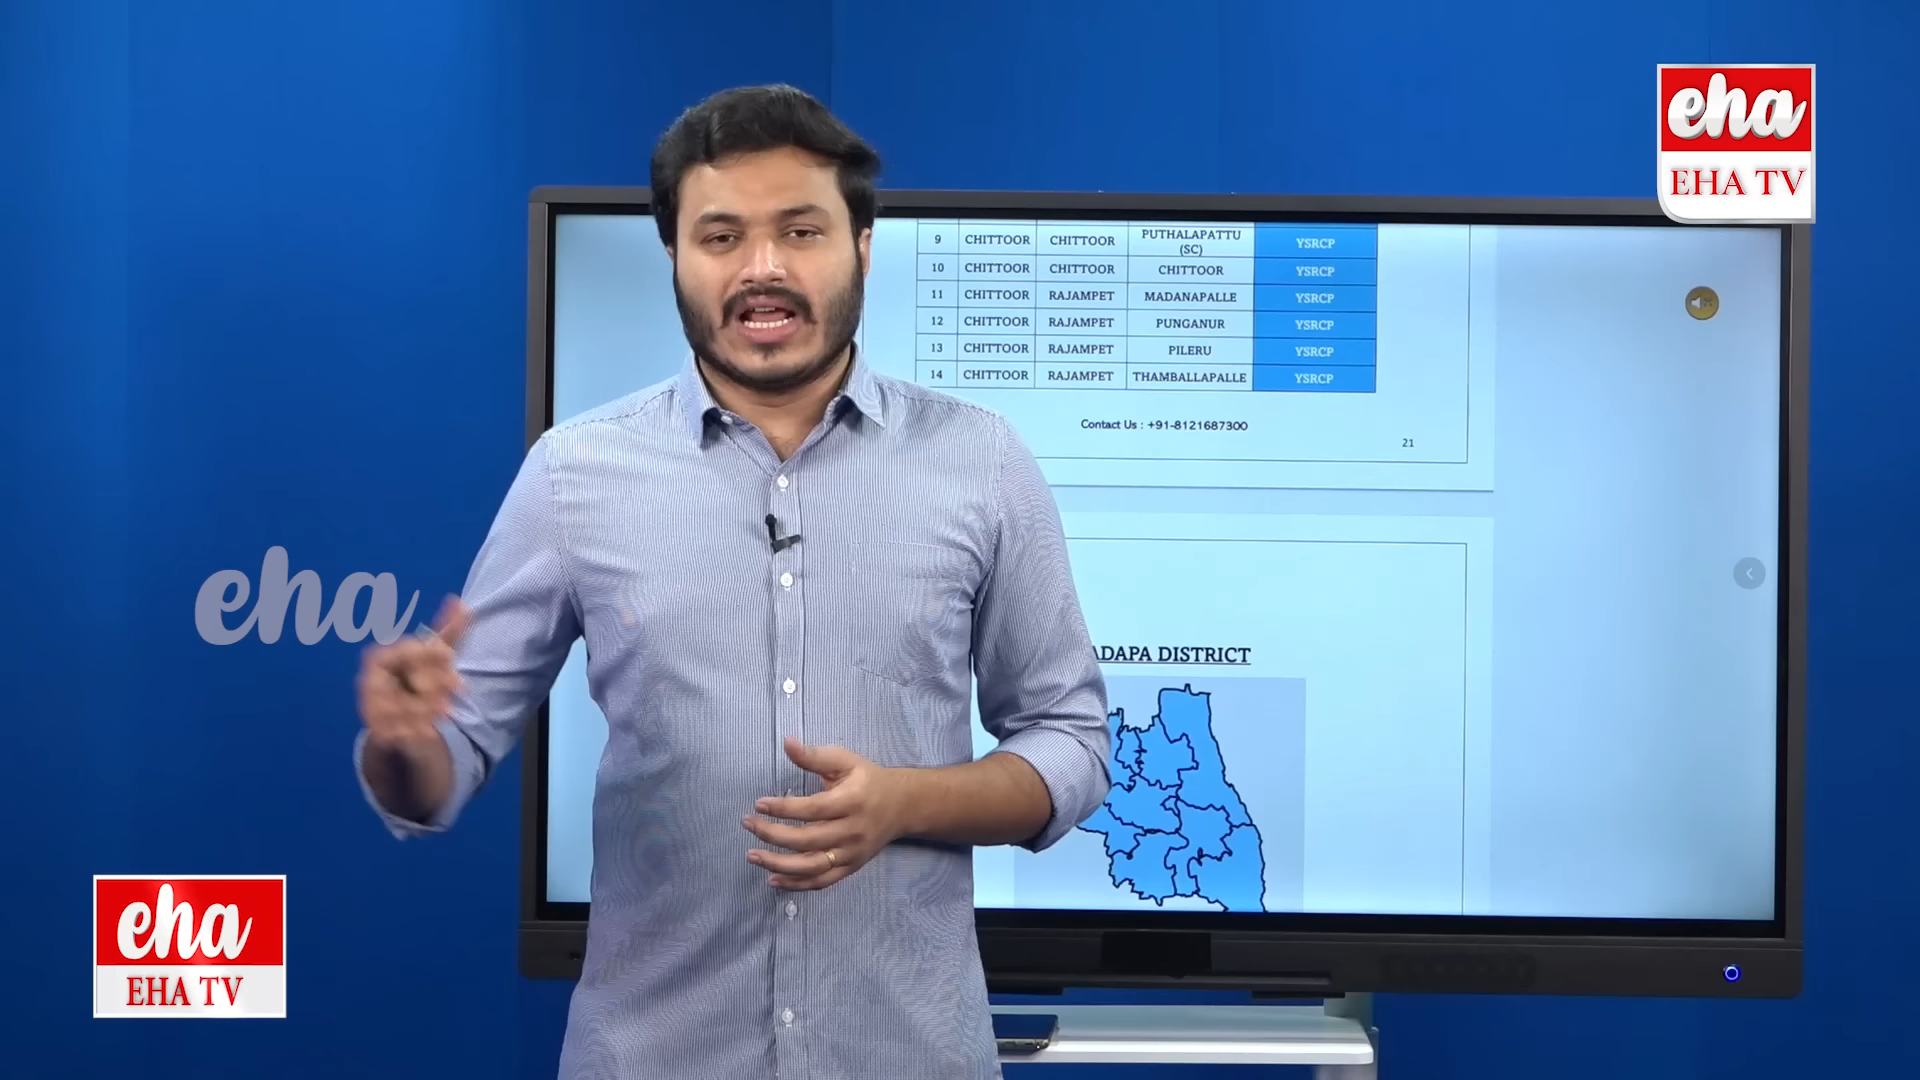 eha
EHA TV
9 CHITTOOR CHITTOOR PUTHALAPATTU (SC) YSRCP
10 CHITTOOR CHITTOOR CHITTOOR YSRCP
11 CHITTOOR RAJAMPET MADANAPALLE YSRCP
12 CHITTOOR RAJAMPET PUNGANUR YSRCP
13 CHITTOOR RAJAMPET PILERU YSRCP
14 CHITTOOR RAJAMPET THAMBALLAPALLE YSRCP
Contact Us : +91-8121687300
21
ADAPA DISTRICT
eha
eha
EHA TV